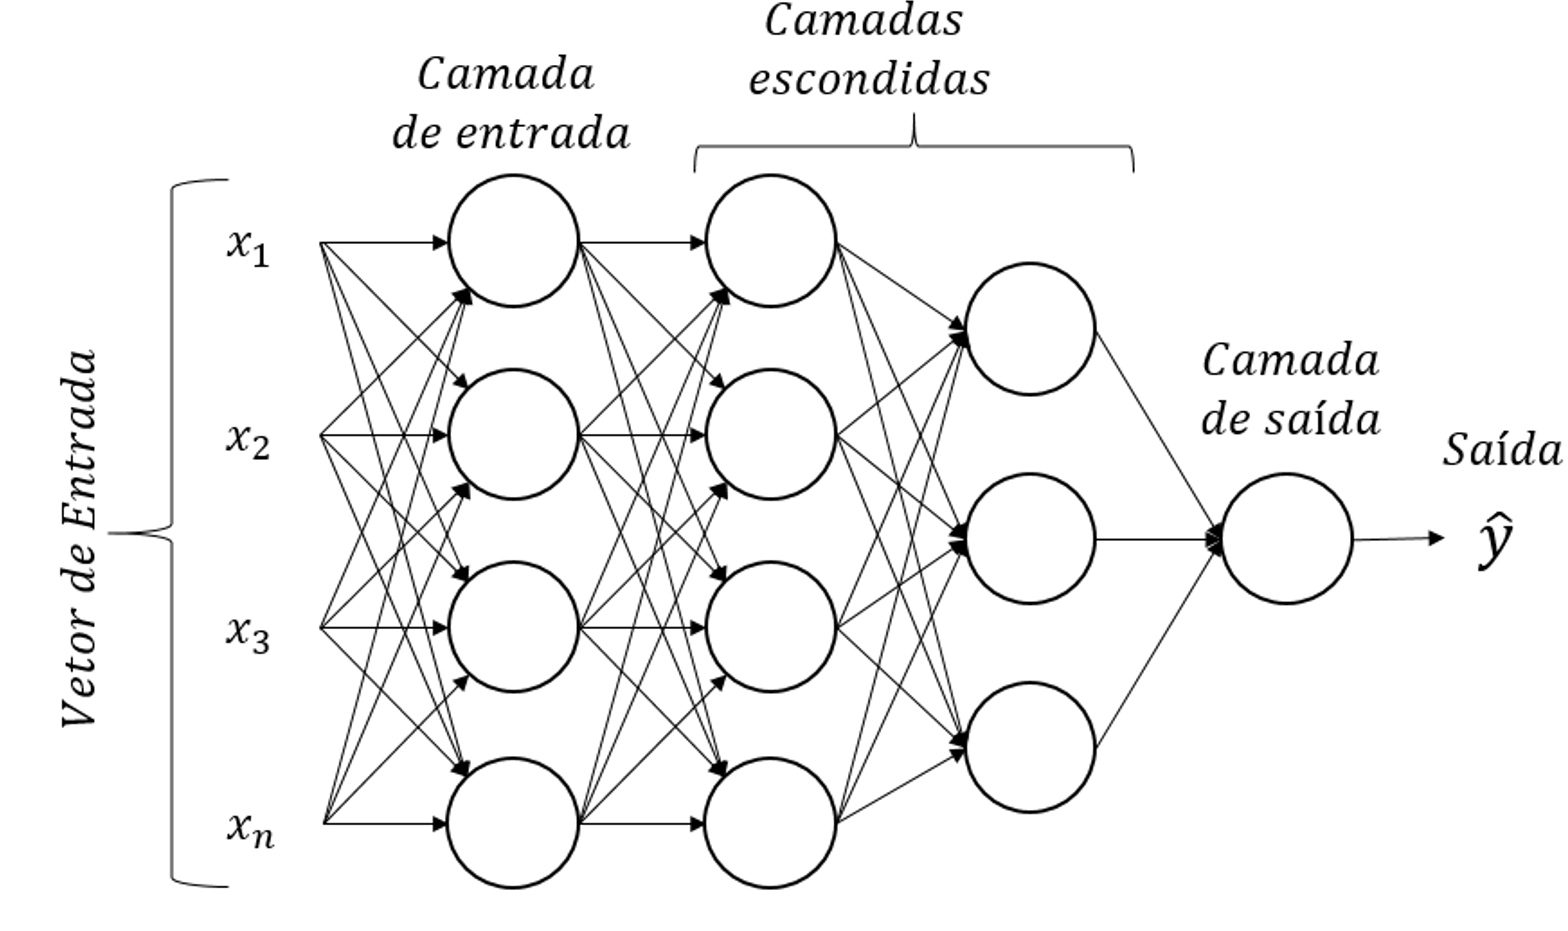 Camadas
escondidas
Camada
de entrada
Vetor de Entrada
x₁
x₂
x₃
xₙ
Camada
de saída
Saída
ŷ